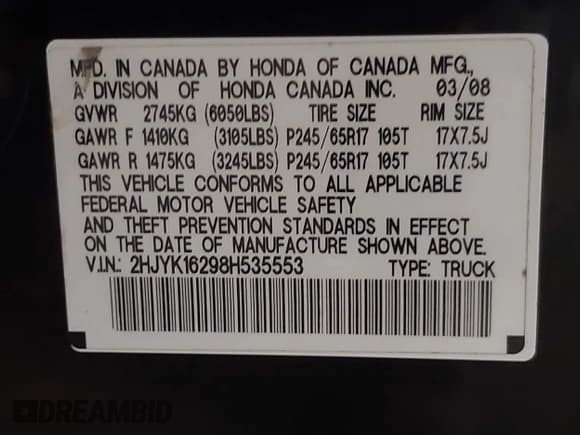 MFD. IN CANADA BY HONDA OF CANADA MFG.,
A DIVISION OF HONDA CANADA INC. 03/08
GVWR 2745KG (6050LBS) TIRE SIZE RIM SIZE
GAWR F 1410KG (3105LBS) P245/65R17 105T 17X7.5J
GAWR R 1475KG (3245LBS) P245/65R17 105T 17X7.5J
THIS VEHICLE CONFORMS TO ALL APPLICABLE
FEDERAL MOTOR VEHICLE SAFETY
AND THEFT PREVENTION STANDARDS IN EFFECT
ON THE DATE OF MANUFACTURE SHOWN ABOVE.
V.I.N.: 2HJYK16298H535553 TYPE: TRUCK
DREAMBID